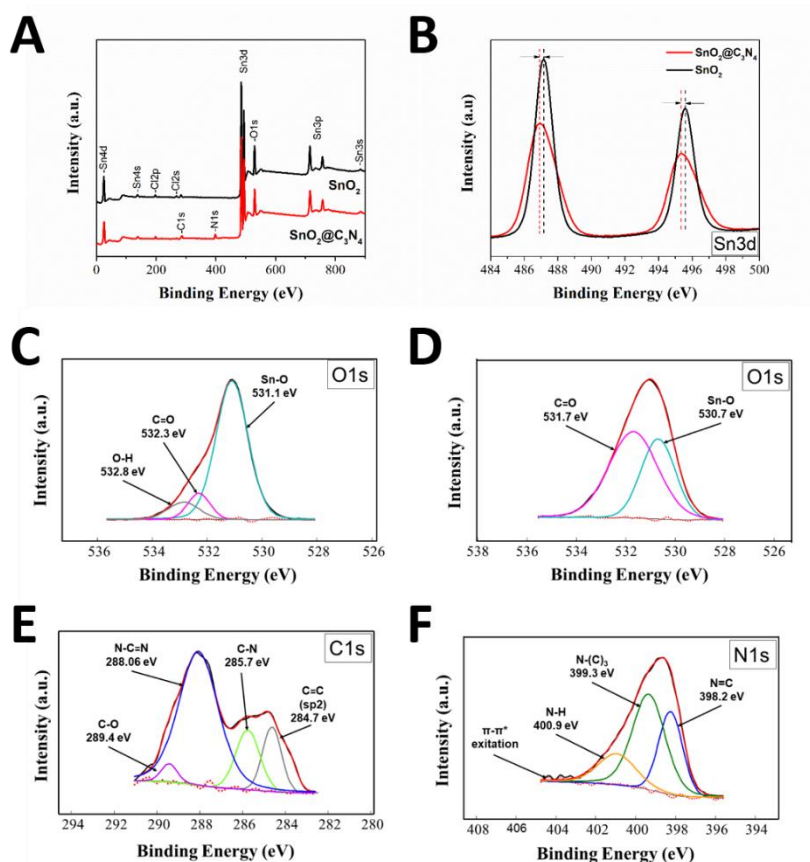 A
Intensity (a.u.)
Sn4d
-Sn4s
-Cl2p
-Cl2s
-C1s
-N1s
Sn3d
-O1s
Sn3p
-Sn3s
SnO2
SnO2@C3N4
0 200 400 600 800
Binding Energy (eV)
B
Intensity (a.u)
SnO2@C3N4
SnO2
Sn3d
484 486 488 490 492 494 496 498 500
Binding Energy (eV)
C
Intensity (a.u.)
O1s
Sn-O
531.1 eV
C=O
532.3 eV
O-H
532.8 eV
536 534 532 530 528 526
Binding Energy (eV)
D
Intensity (a.u.)
O1s
C=O
531.7 eV
Sn-O
530.7 eV
538 536 533 530 528 526
Binding Energy (eV)
E
Intensity (a.u.)
C1s
N-C=N
288.06 eV
C-N
285.7 eV
C=C
(sp2)
284.7 eV
C-O
289.4 eV
294 292 290 288 286 284 282 280
Binding Energy (eV)
F
Intensity (a.u.)
N1s
N-(C)3
399.3 eV
N=C
398.2 eV
N-H
400.9 eV
π-π*
exitation
408 406 404 402 400 398 396 394
Binding Energy (eV)